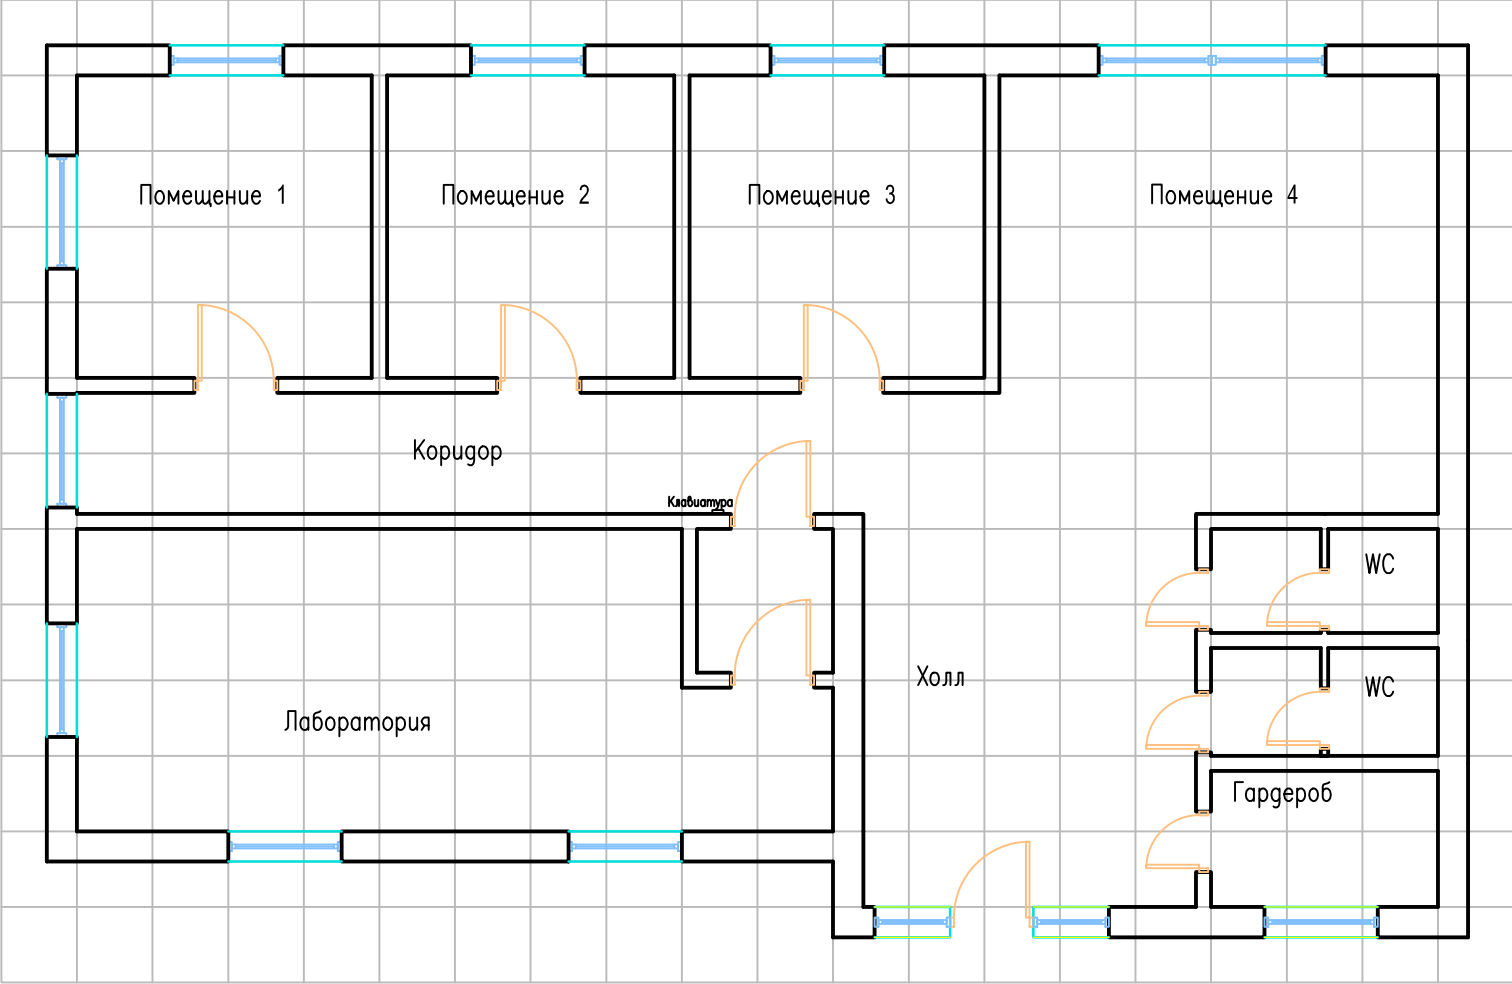 Помещение 1
Помещение 2
Помещение 3
Помещение 4
Коридор
Клавиатура
WC
Холл
WC
Лаборатория
Гардероб